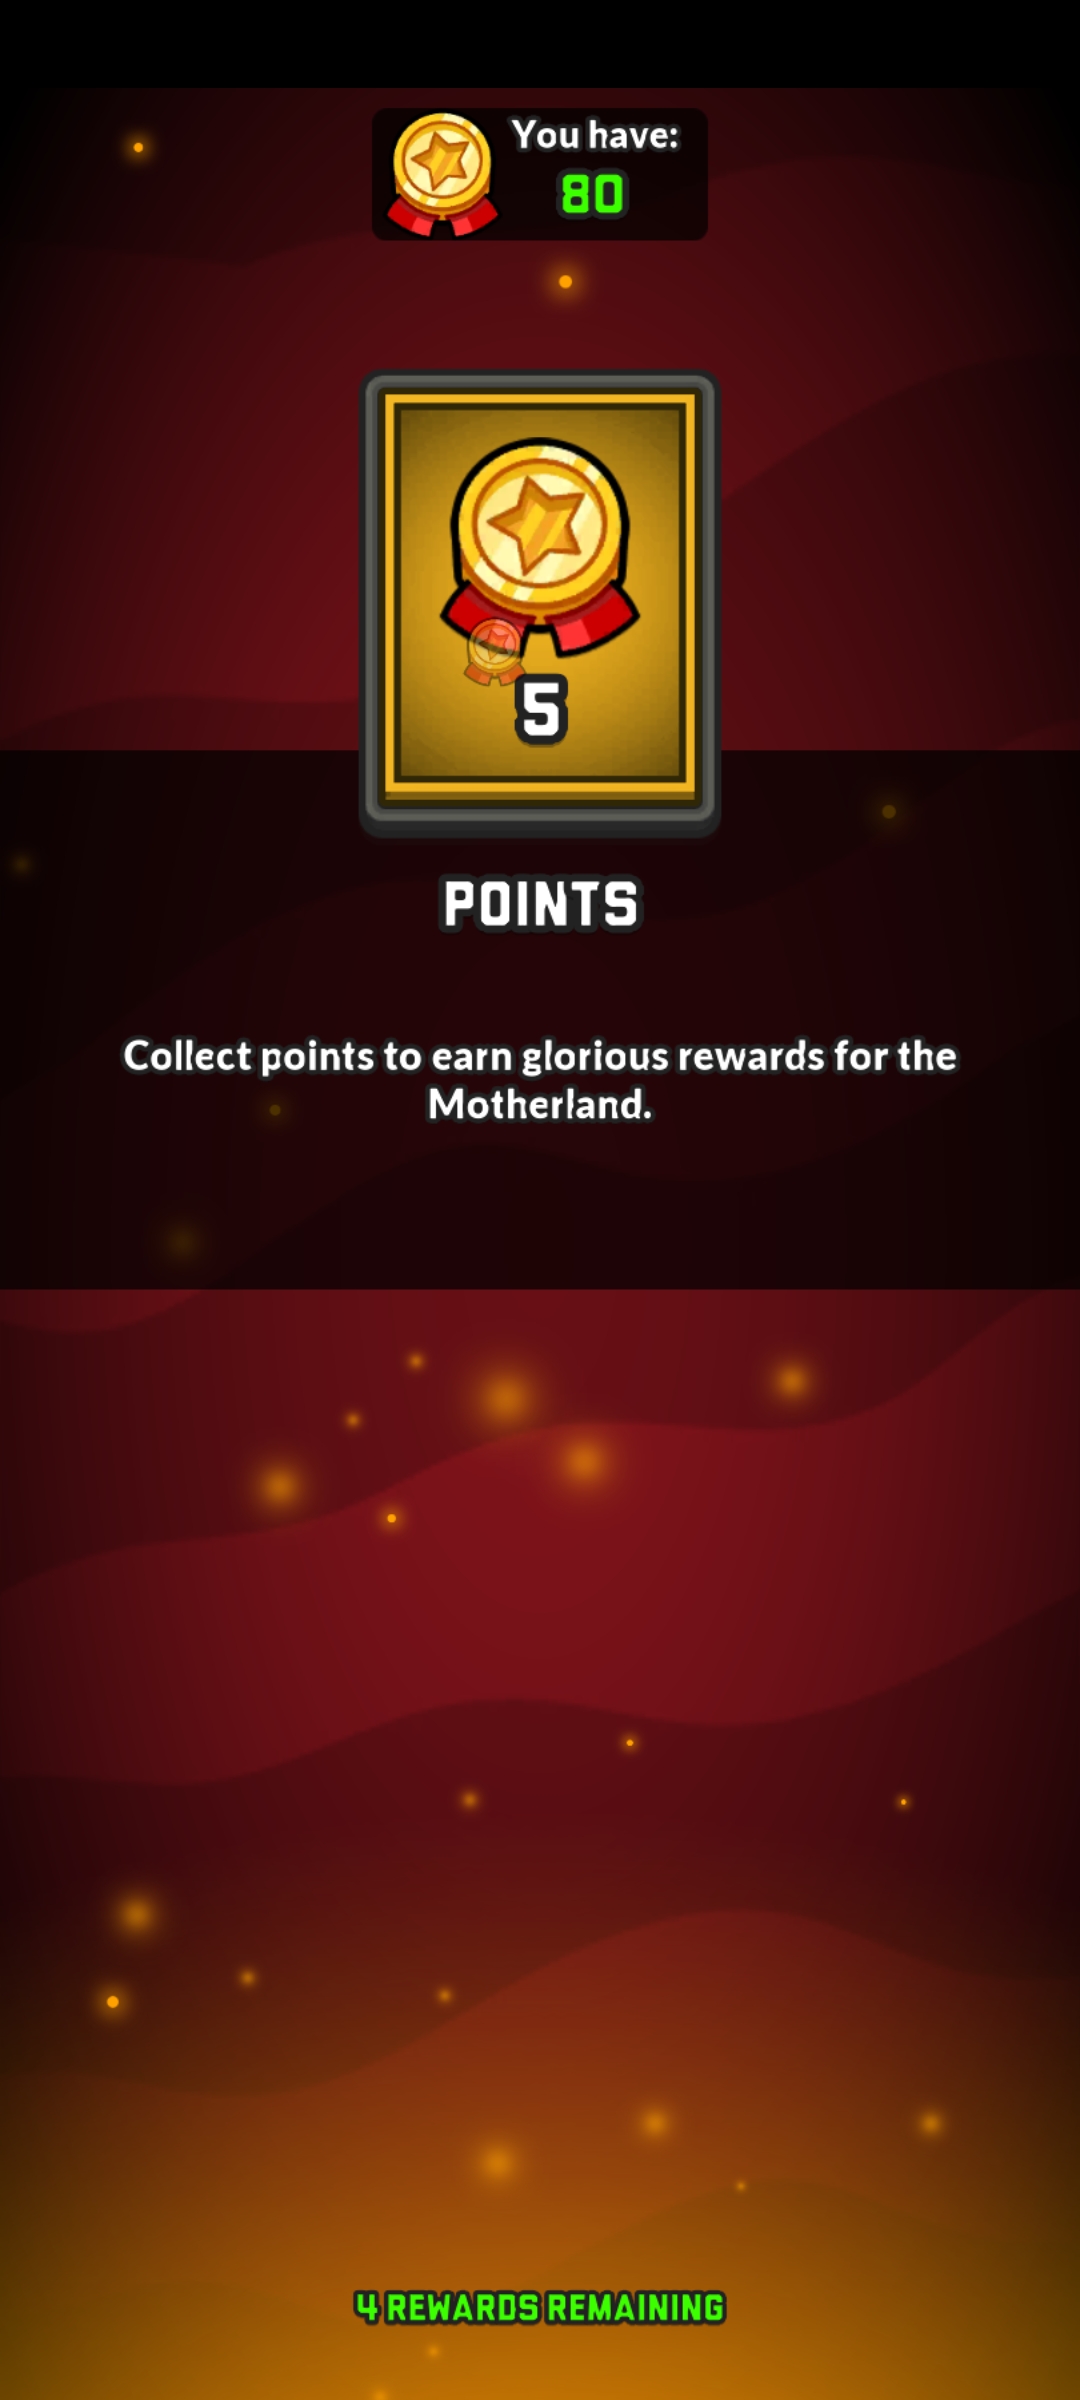 You have:
80
5
POINTS
Collect points to earn glorious rewards for the
Motherland.
4 REWARDS REMAINING